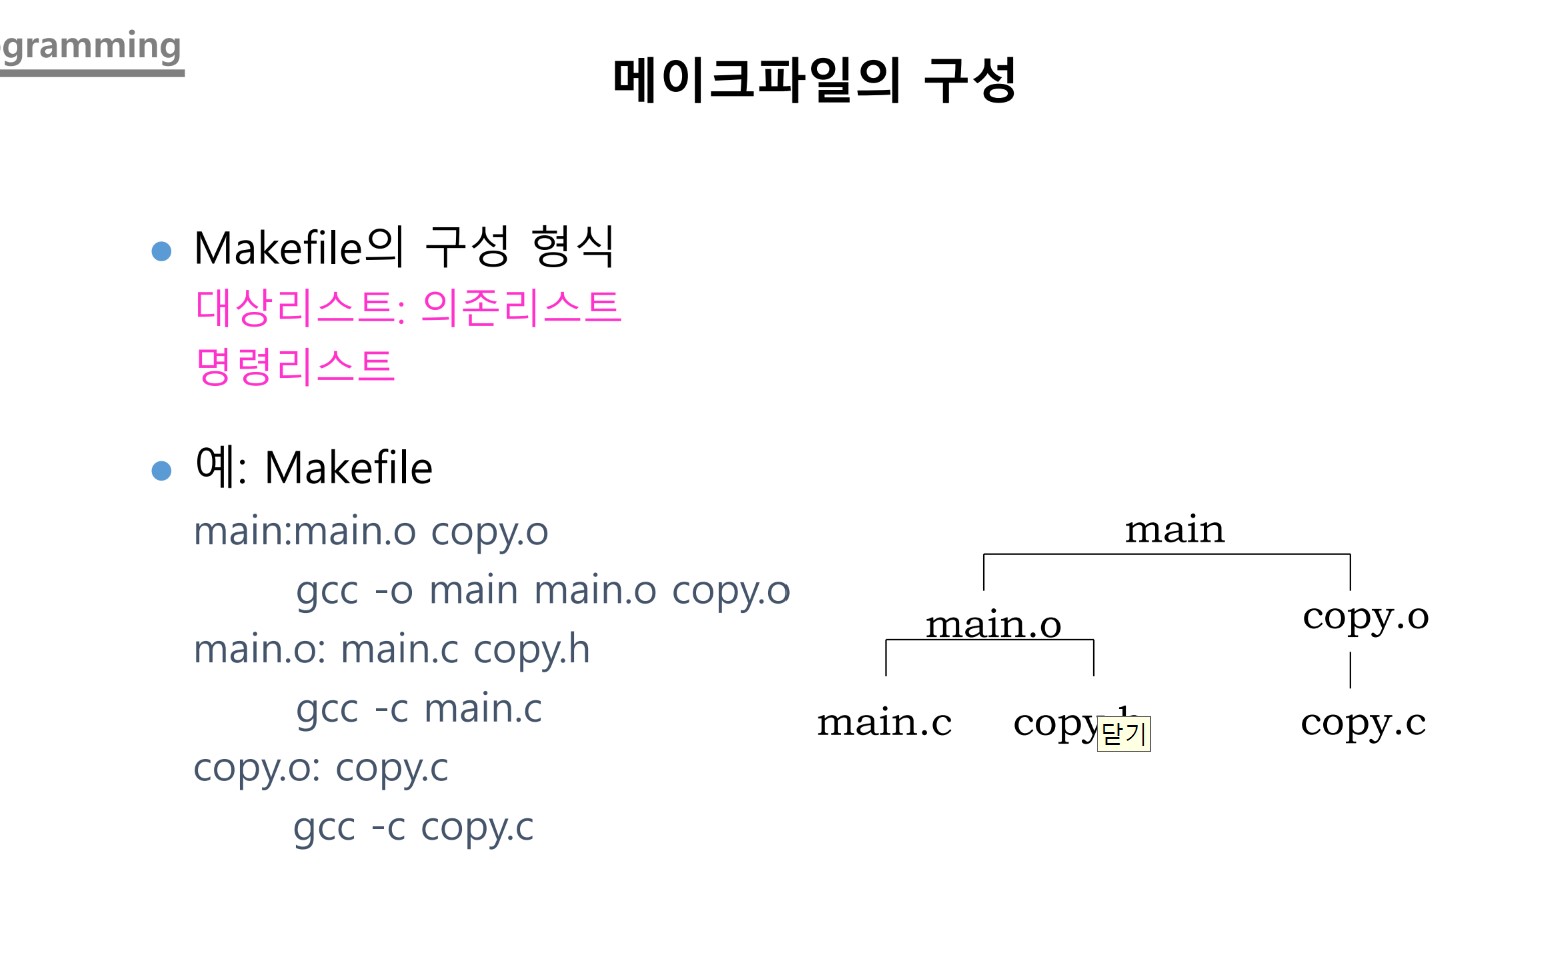 gramming
메이크파일의 구성
Makefile의 구성 형식
대상리스트: 의존리스트
명령리스트
예: Makefile
main:main.o copy.o
gcc -o main main.o copy.o
main.o: main.c copy.h
gcc -c main.c
copy.o: copy.c
gcc -c copy.c
main
main.o copy.o
main.c copy.h copy.c
닫기